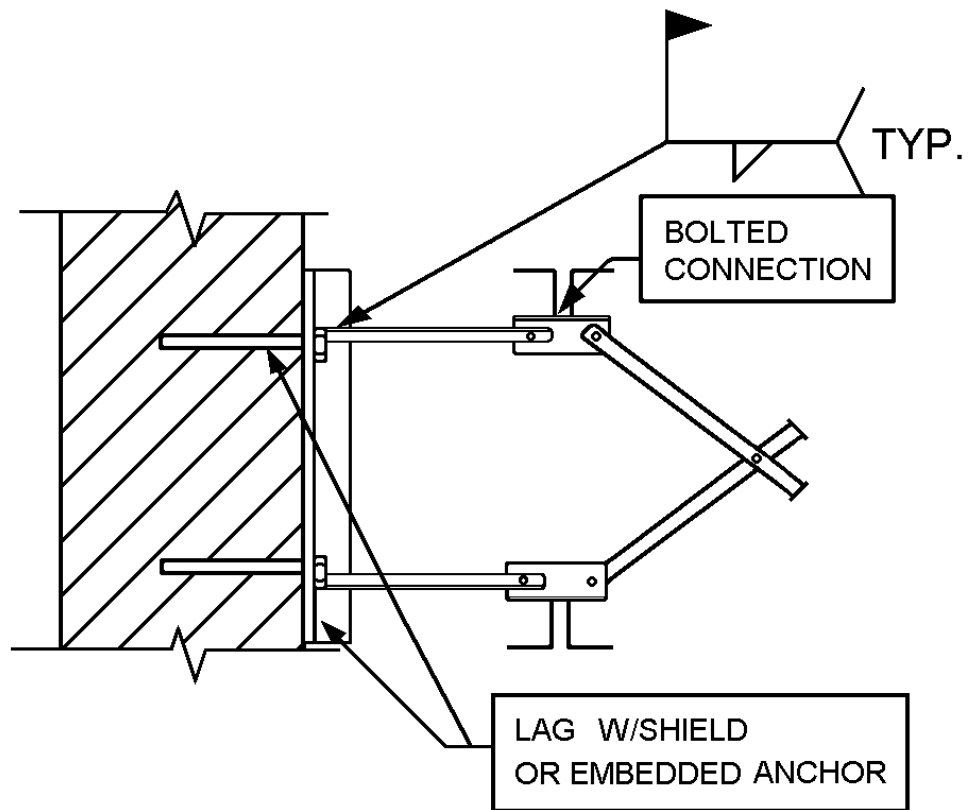 TYP.
BOLTED
CONNECTION
LAG W/SHIELD
OR EMBEDDED ANCHOR